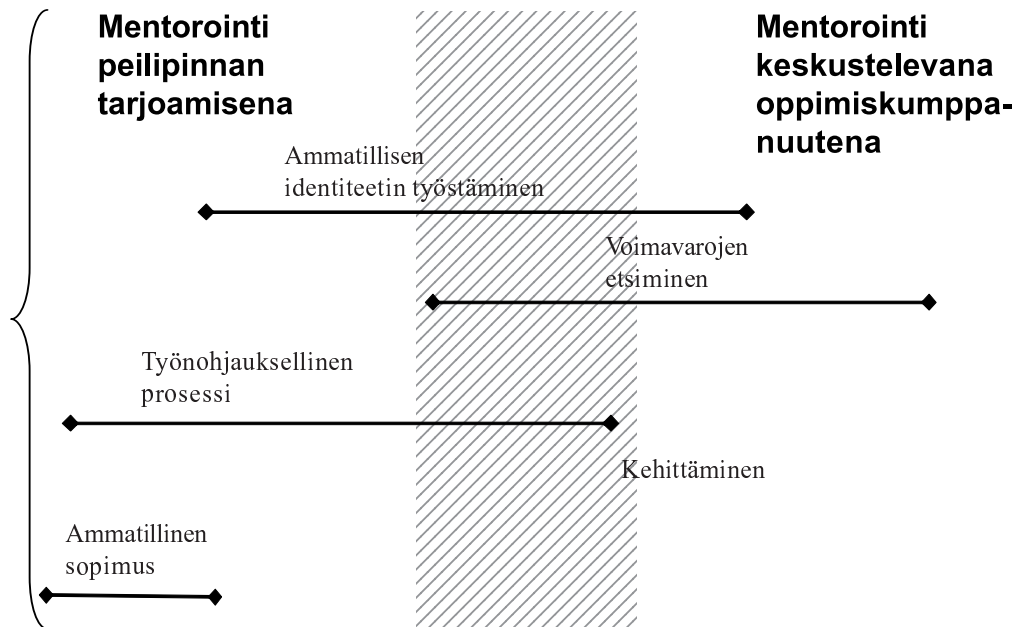 Mentorointi
peilipinnan
tarjoamisena
Mentorointi
keskustelevana
oppimiskumppa-
nuutena
Ammatillisen
identiteetin työstäminen
Voimavarojen
etsiminen
Työnohjauksellinen
prosessi
Kehittäminen
Ammatillinen
sopimus